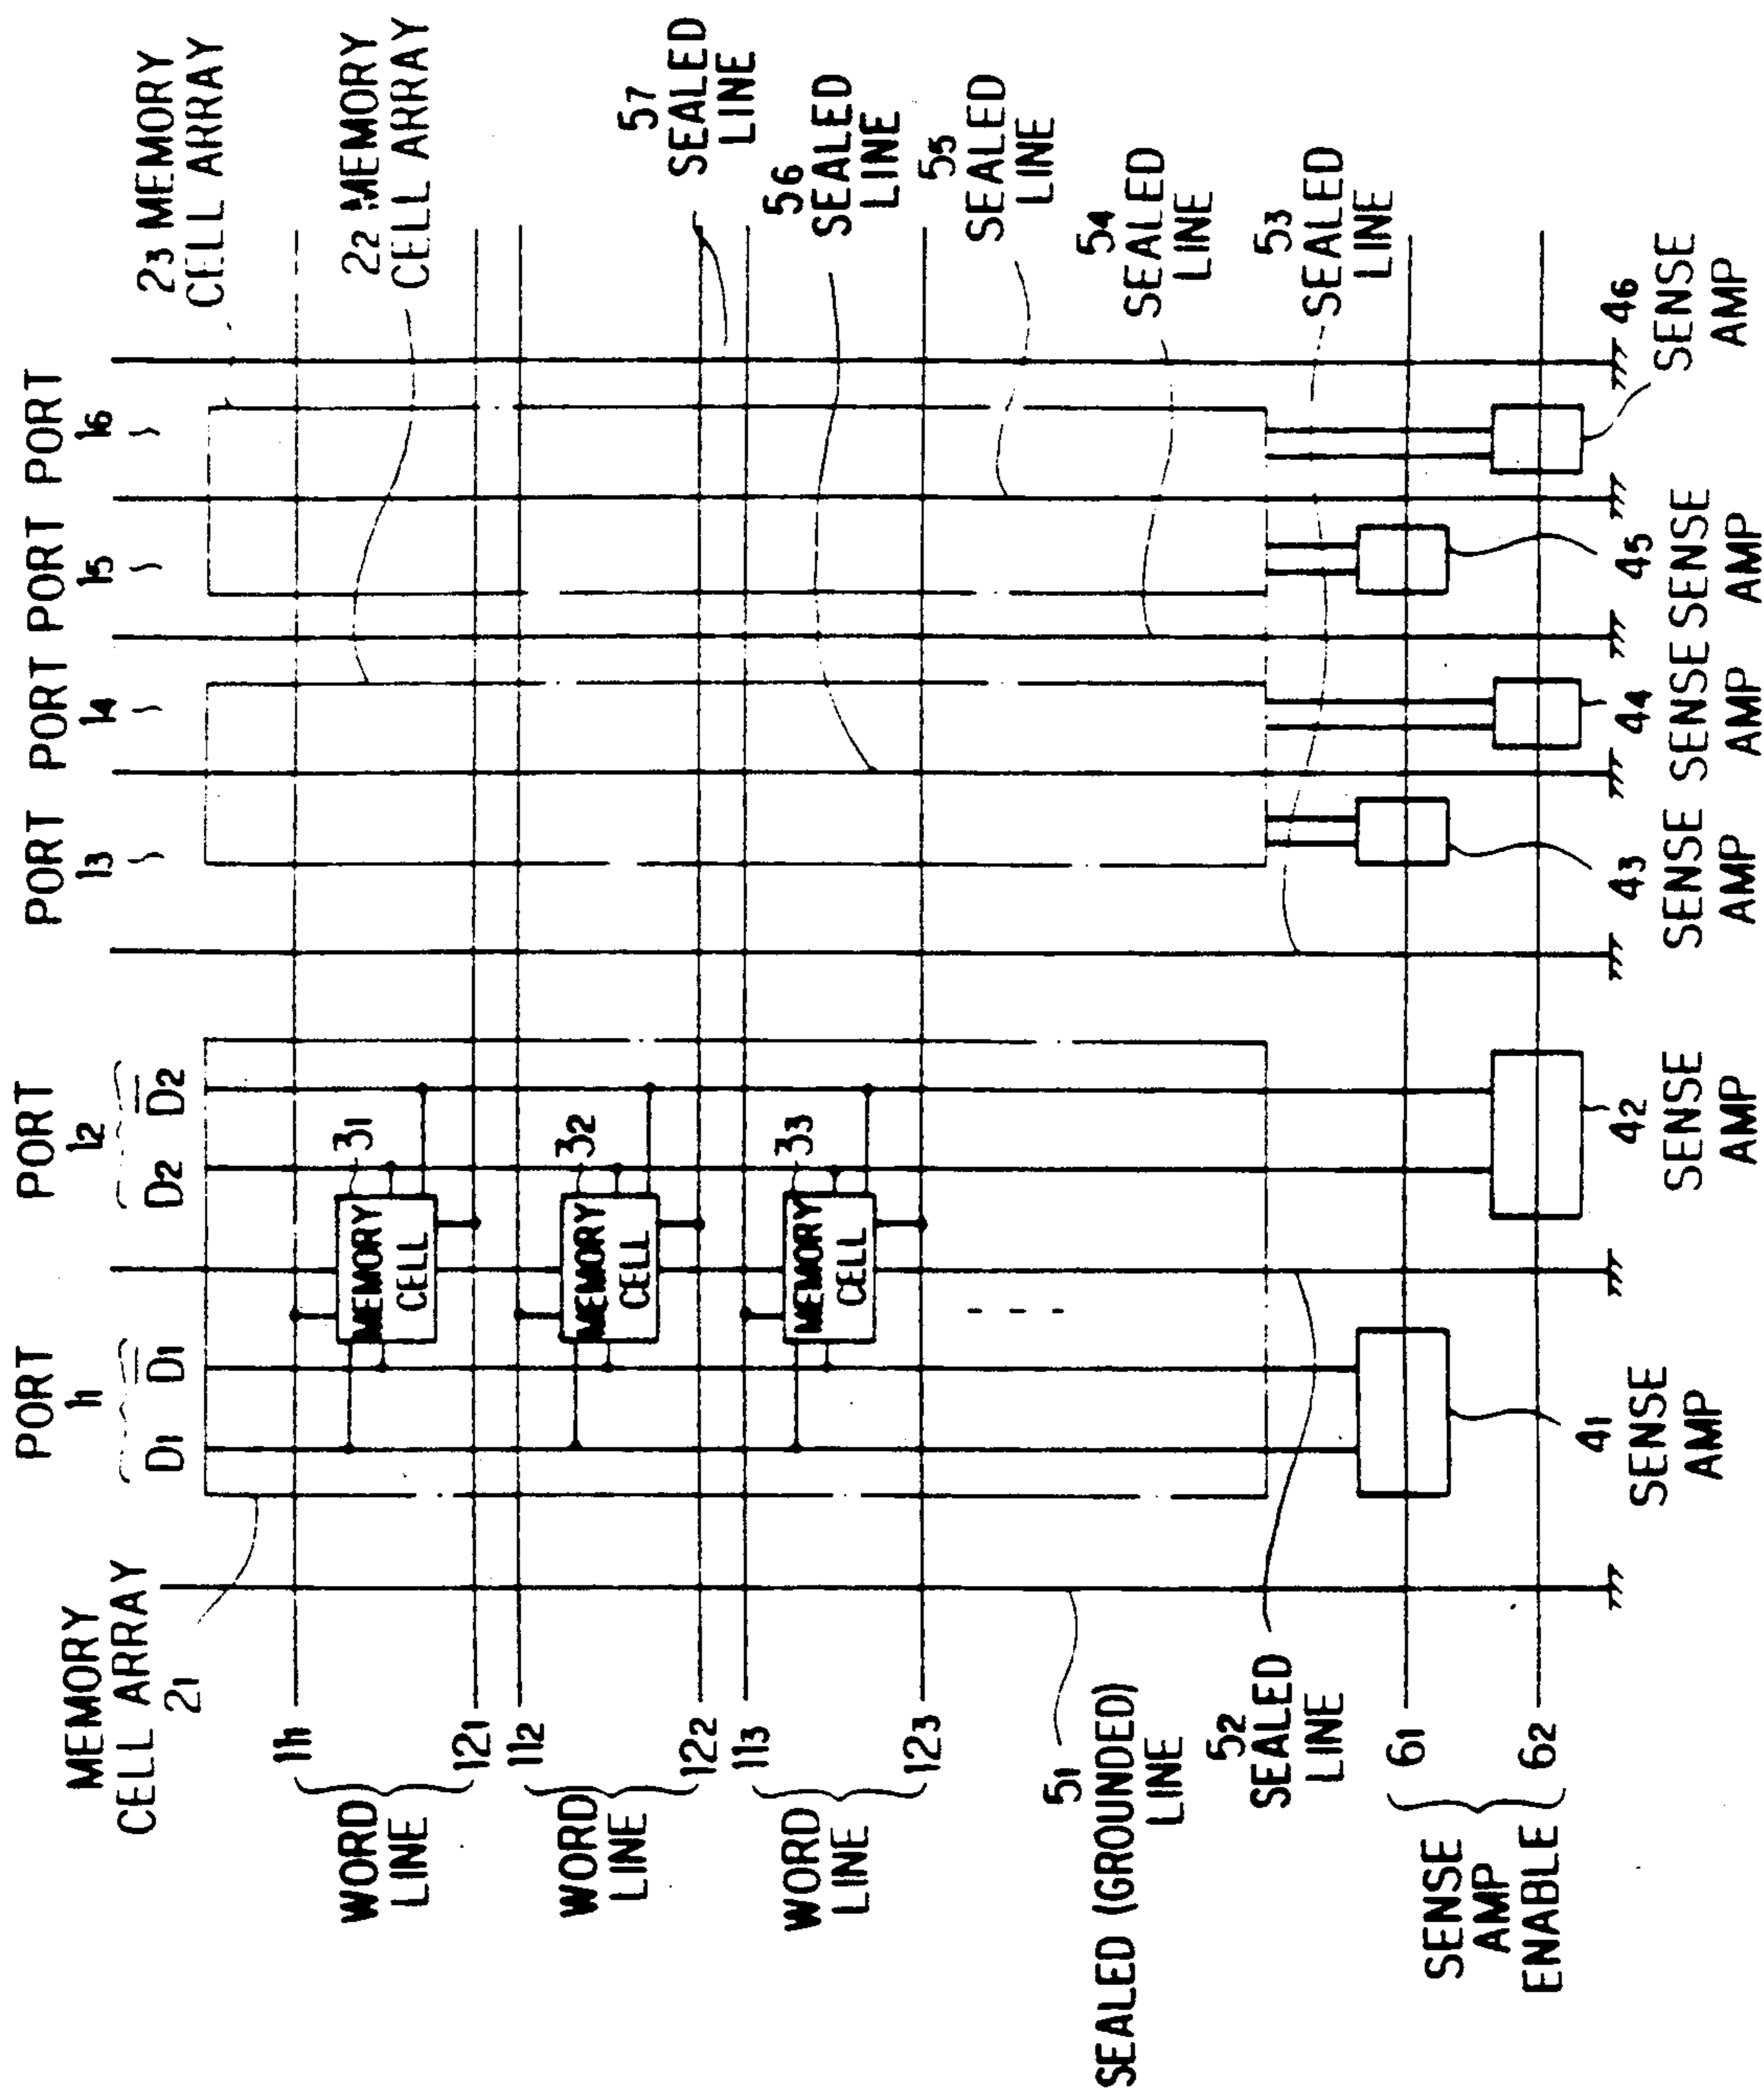 PORT
1₁
D₁ D̅₁
PORT
1₂
D₂ D̅₂
PORT
1₃
PORT
1₄
PORT
1₅
PORT
1₆
2₃ MEMORY
CELL ARRAY
2₂ MEMORY
CELL ARRAY
5₇
SEALED
LINE
5₆
SEALED
LINE
5₅
SEALED
LINE
5₄
SEALED
LINE
5₃
SEALED
LINE
MEMORY
CELL ARRAY
2₁
11₁
12₁
WORD
LINE
11₂
12₂
WORD
LINE
11₃
12₃
WORD
LINE
MEMORY
CELL
3₁
MEMORY
CELL
3₂
MEMORY
CELL
3₃
5₁
SEALED (GROUNDED)
LINE
5₂
SEALED
LINE
6₁
6₂
SENSE
AMP
ENABLE
4₁
SENSE
AMP
4₂
SENSE
AMP
4₃
SENSE
AMP
4₄
SENSE
AMP
4₅
SENSE
AMP
4₆
SENSE
AMP